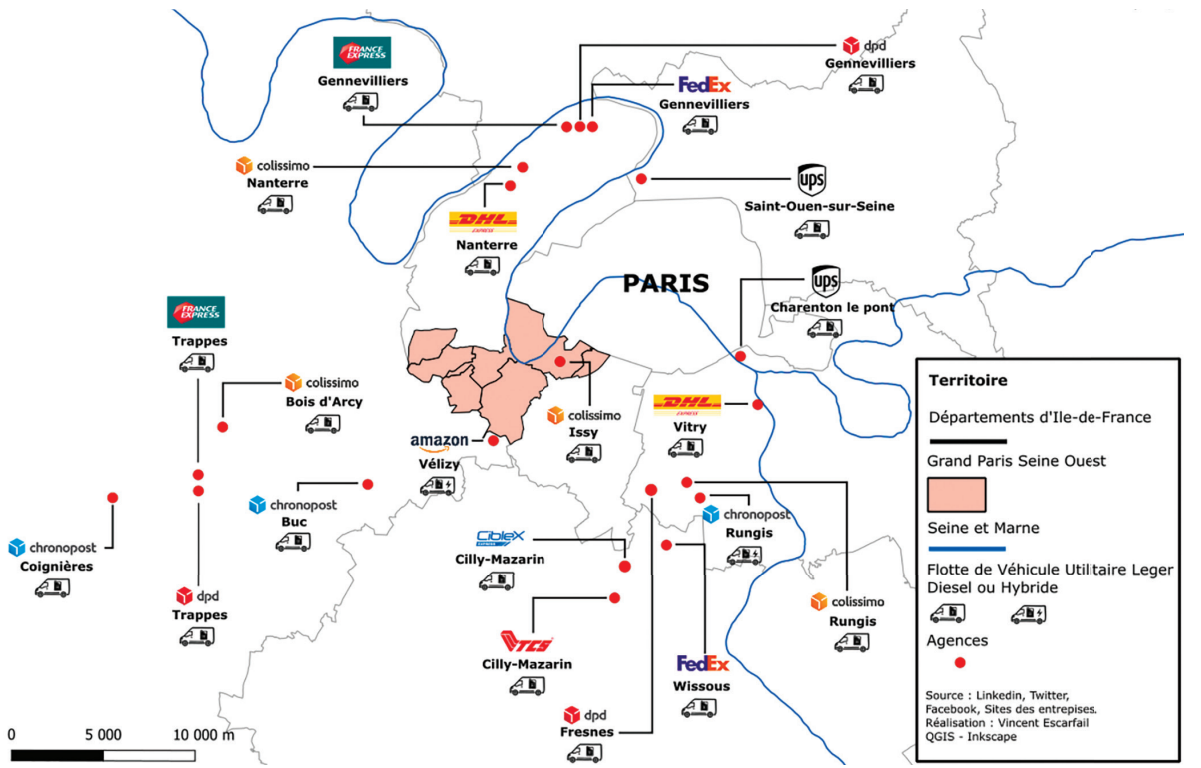 FRANCE
EXPRESS
Gennevilliers
dpd
Gennevilliers
FedEx
Gennevilliers
colissimo
Nanterre
DHL
EXPRESS
Nanterre
ups
Saint-Ouen-sur-Seine
PARIS
ups
Charenton le pont
FRANCE
EXPRESS
Trappes
colissimo
Bois d'Arcy
colissimo
Issy
DHL
EXPRESS
Vitry
amazon
Vélizy
chronopost
Buc
chronopost
Coignières
chronopost
Rungis
Ciblex
EXPRESS
Cilly-Mazarin
dpd
Trappes
colissimo
Rungis
TCS
Cilly-Mazarin
FedEx
Wissous
dpd
Fresnes
0 5 000 10 000 m
Territoire
Départements d'Ile-de-France
Grand Paris Seine Ouest
Seine et Marne
Flotte de Véhicule Utilitaire Leger
Diesel ou Hybride
Agences
Source : Linkedin, Twitter,
Facebook, Sites des entrepises.
Réalisation : Vincent Escarfail
QGIS - Inkscape